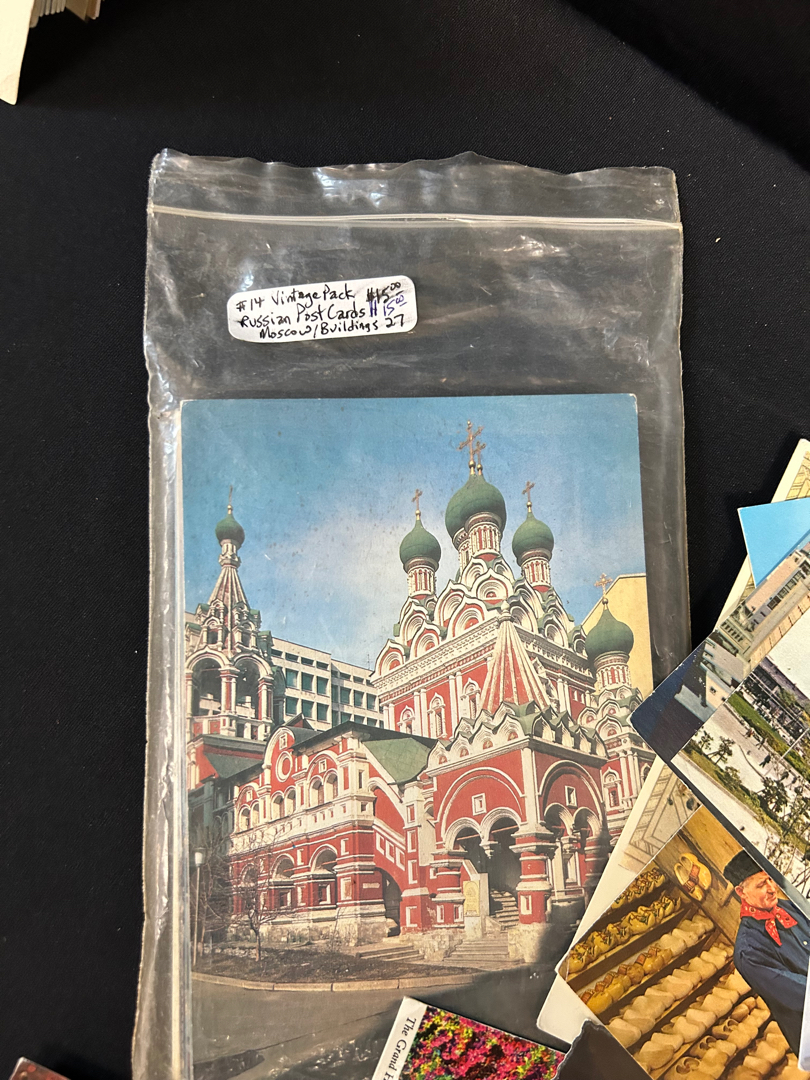 #14 Vintage Pack $15.00
Russian Post Cards $15.00
Moscow/Buildings 27
The Grand